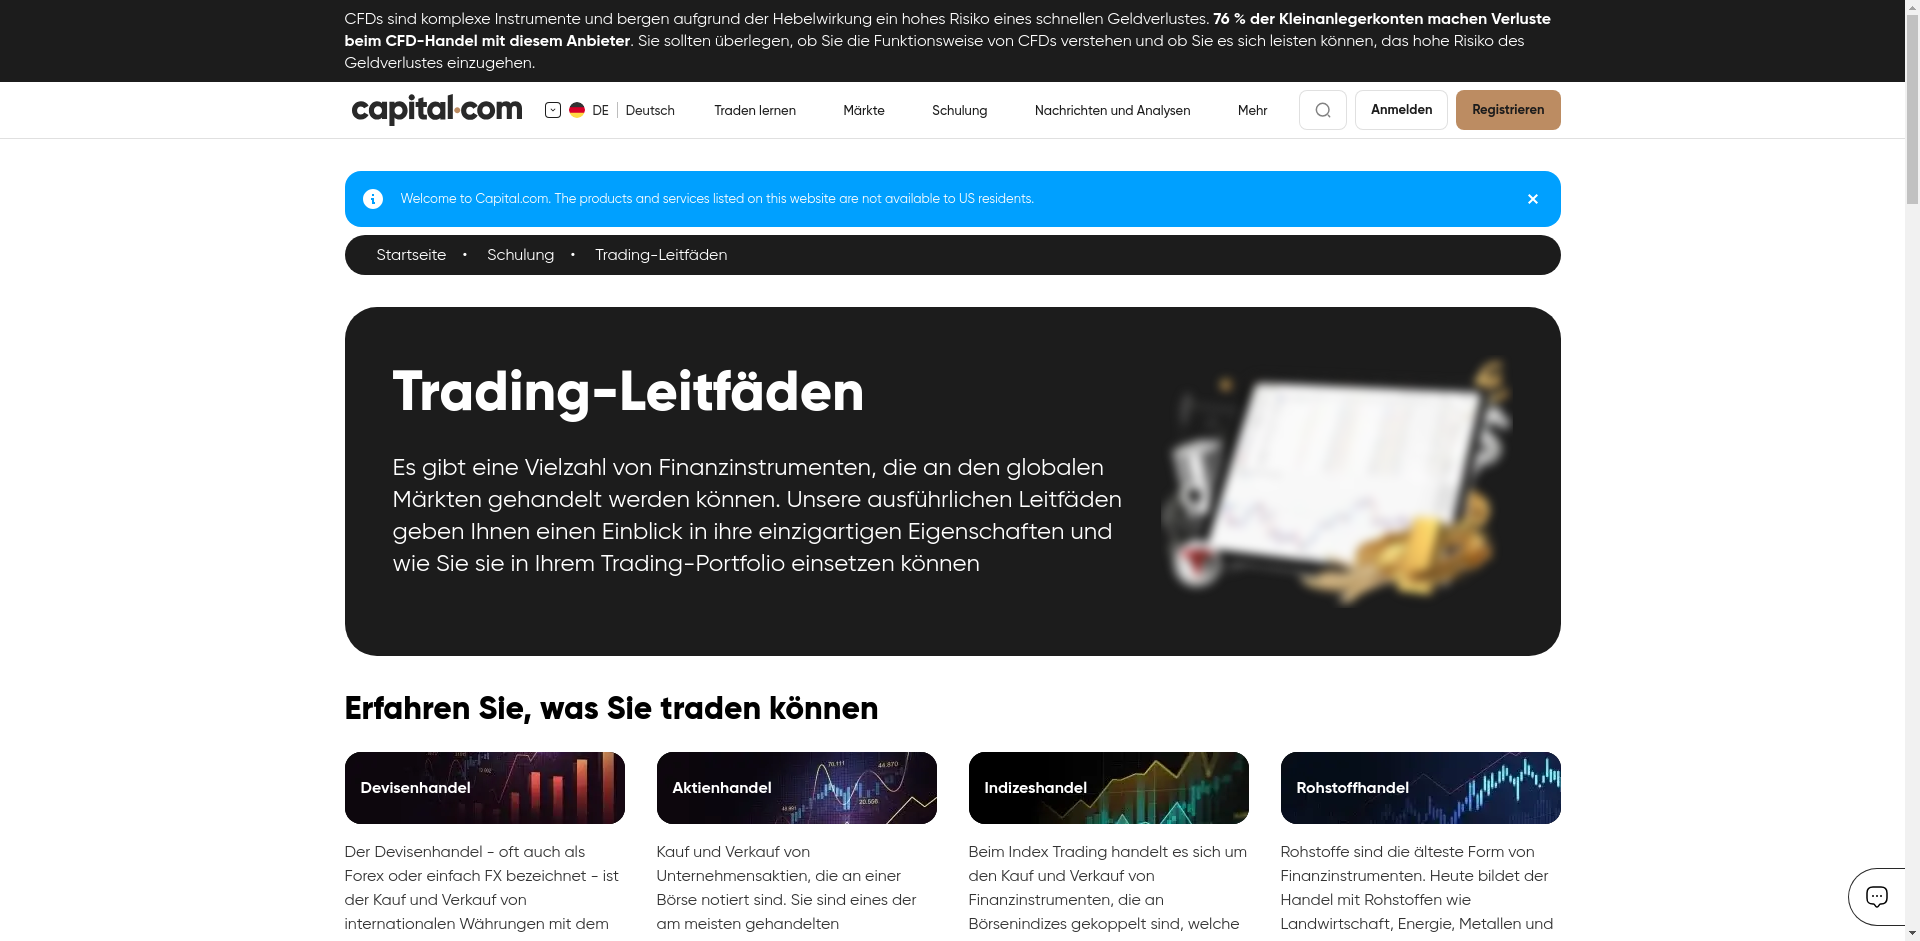 CFDs sind komplexe Instrumente und bergen aufgrund der Hebelwirkung ein hohes Risiko eines schnellen Geldverlustes. 76 % der Kleinanlegerkonten machen Verluste
beim CFD-Handel mit diesem Anbieter. Sie sollten überlegen, ob Sie die Funktionsweise von CFDs verstehen und ob Sie es sich leisten können, das hohe Risiko des
Geldverlustes einzugehen.
capital.com
DE
Deutsch
Traden lernen
Märkte
Schulung
Nachrichten und Analysen
Mehr
Anmelden
Registrieren
Welcome to Capital.com. The products and services listed on this website are not available to US residents.
Startseite • Schulung • Trading-Leitfäden
Trading-Leitfäden
Es gibt eine Vielzahl von Finanzinstrumenten, die an den globalen
Märkten gehandelt werden können. Unsere ausführlichen Leitfäden
geben Ihnen einen Einblick in ihre einzigartigen Eigenschaften und
wie Sie sie in Ihrem Trading-Portfolio einsetzen können
Erfahren Sie, was Sie traden können
Devisenhandel
Der Devisenhandel - oft auch als
Forex oder einfach FX bezeichnet - ist
der Kauf und Verkauf von
internationalen Währungen mit dem
Aktienhandel
70.111
44.870
20.556
Kauf und Verkauf von
Unternehmensaktien, die an einer
Börse notiert sind. Sie sind eines der
am meisten gehandelten
Indizeshandel
Beim Index Trading handelt es sich um
den Kauf und Verkauf von
Finanzinstrumenten, die an
Börsenindizes gekoppelt sind, welche
Rohstoffhandel
Rohstoffe sind die älteste Form von
Finanzinstrumenten. Heute bildet der
Handel mit Rohstoffen wie
Landwirtschaft, Energie, Metallen und